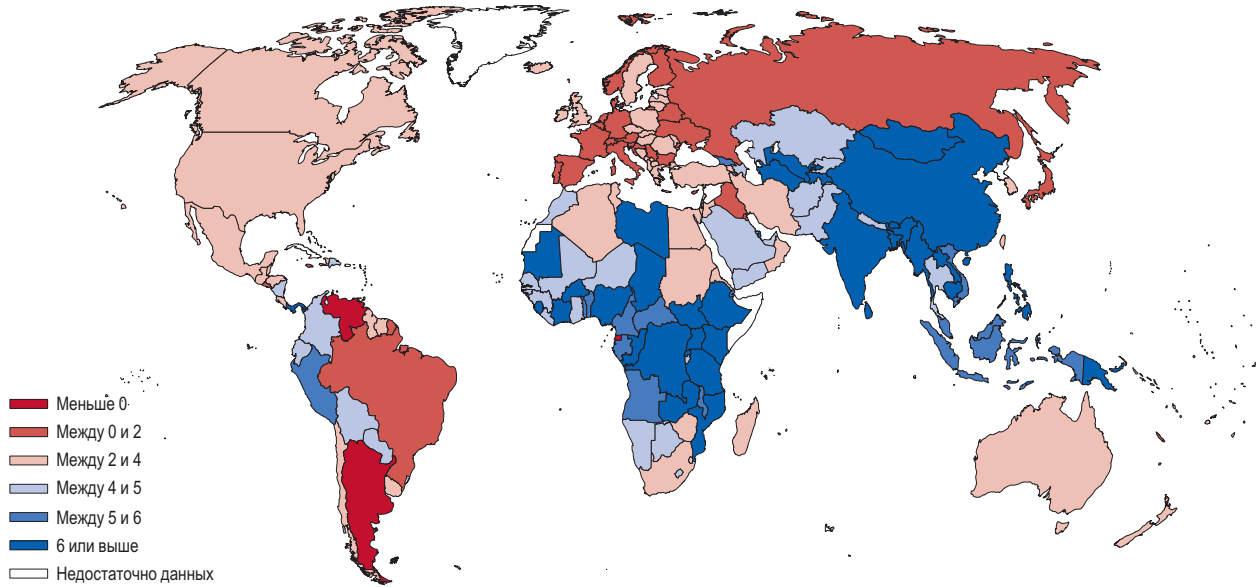 Меньше 0
Между 0 и 2
Между 2 и 4
Между 4 и 5
Между 5 и 6
6 или выше
Недостаточно данных